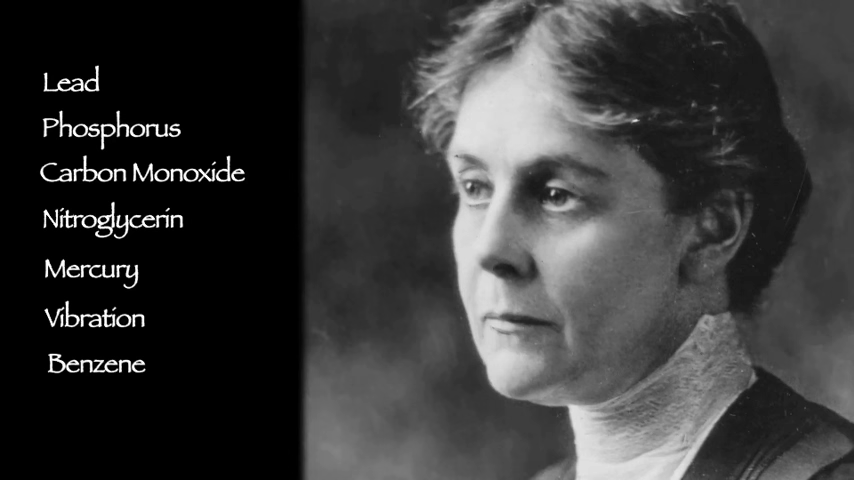 Lead
Phosphorus
Carbon Monoxide
Nitroglycerin
Mercury
Vibration
Benzene